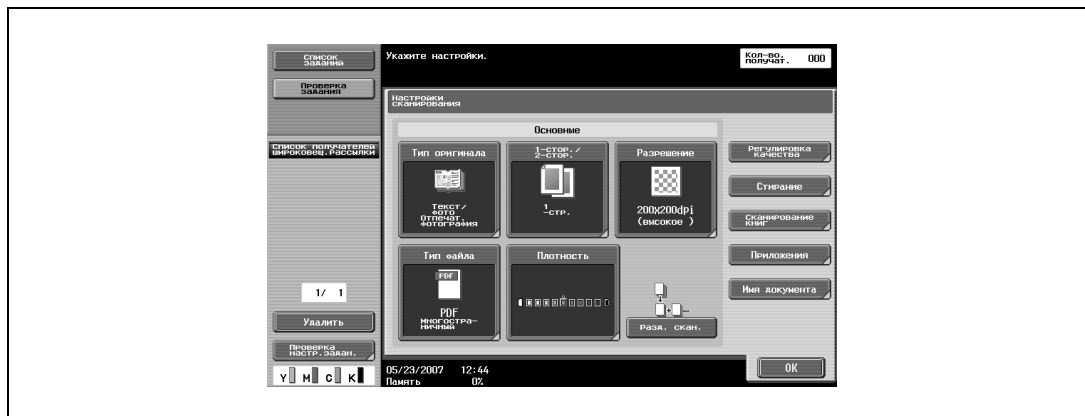 Список
заданий
Проверка
задания
Список получателей
широковещ.рассылки
1/ 1
Удалить
Проверка
настр.задан.
Y M C K
Укажите настройки.
Кол-во.
получат. 000
Настройки
сканирования
Основные
Тип оригинала
Текст/
Фото
Отпечат.
фотография
1-стор./
2-стор.
1
-стр.
Разрешение
200x200dpi
(высокое )
Тип файла
PDF
PDF
Многостра-
ничный
Плотность
Разд. скан.
Регулировка
качества
Стирание
Сканирование
книг
Приложения
Имя документа
05/23/2007 12:44
Память 0%
OK